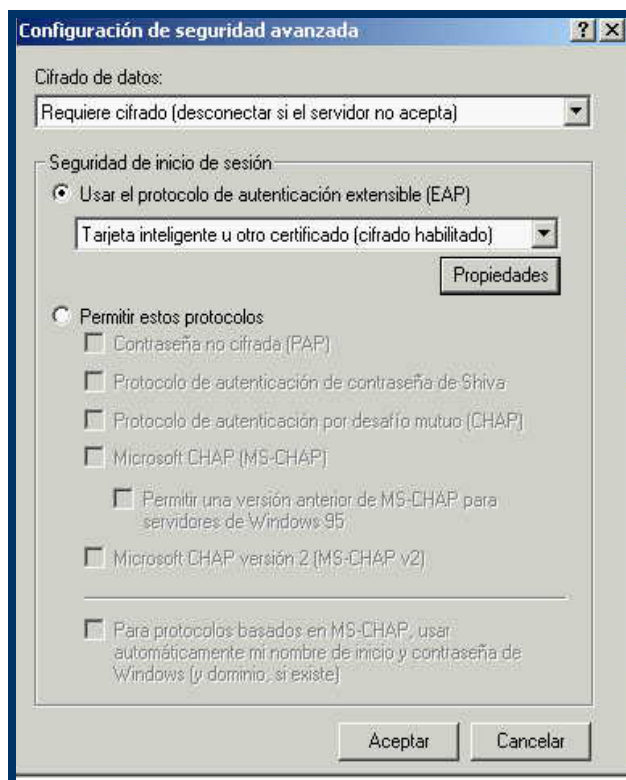 Configuración de seguridad avanzada
Cifrado de datos:
Requiere cifrado (desconectar si el servidor no acepta)
Seguridad de inicio de sesión
Usar el protocolo de autenticación extensible (EAP)
Tarjeta inteligente u otro certificado (cifrado habilitado)
Propiedades
Permitir estos protocolos
Contraseña no cifrada (PAP)
Protocolo de autenticación de contraseña de Shiva
Protocolo de autenticación por desafío mutuo (CHAP)
Microsoft CHAP (MS-CHAP)
Permitir una versión anterior de MS-CHAP para
servidores de Windows 95
Microsoft CHAP versión 2 (MS-CHAP v2)
Para protocolos basados en MS-CHAP, usar
automáticamente mi nombre de inicio y contraseña de
Windows (y dominio, si existe)
Aceptar Cancelar